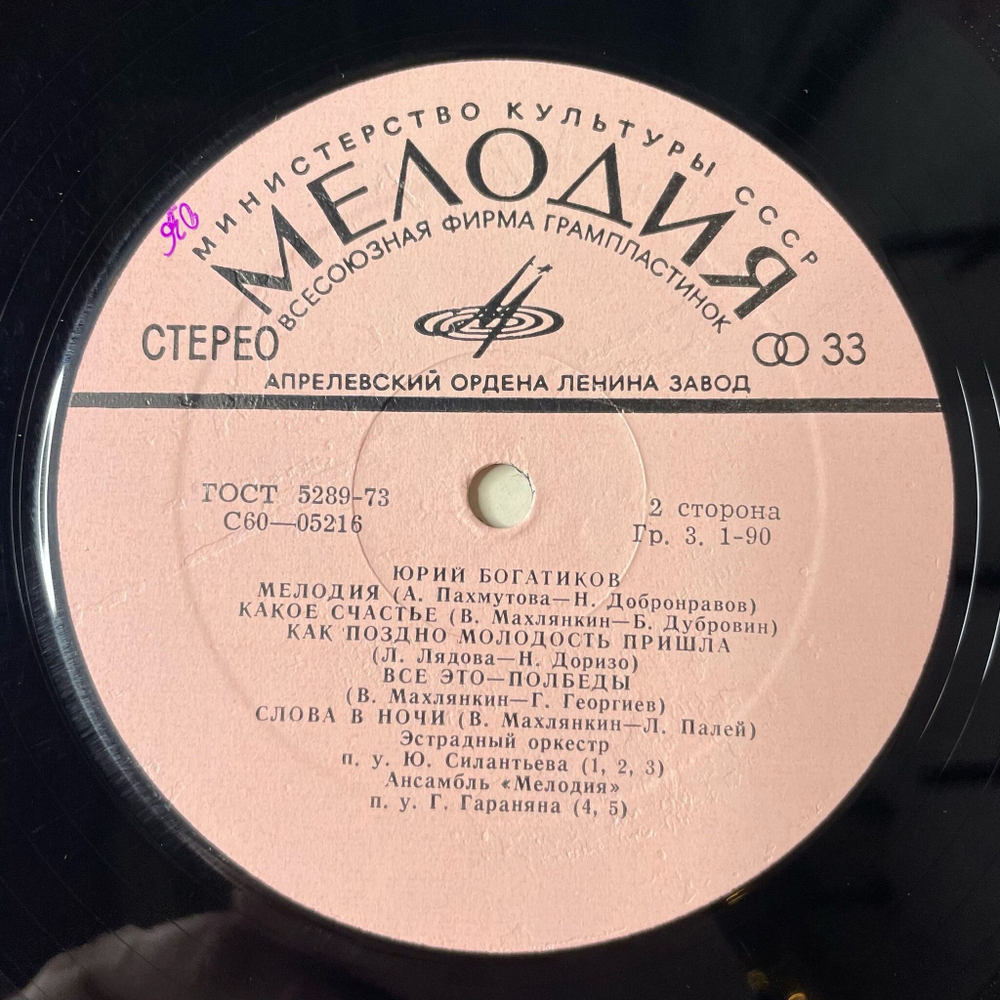 МИНИСТЕРСТВО КУЛЬТУРЫ СССР
МЕЛОДИЯ
ВСЕСОЮЗНАЯ ФИРМА ГРАМПЛАСТИНОК
СТЕРЕО
33
АПРЕЛЕВСКИЙ ОРДЕНА ЛЕНИНА ЗАВОД
ГОСТ 5289-73
С60—05216
2 сторона
Гр. 3. 1-90
ЮРИЙ БОГАТИКОВ
МЕЛОДИЯ (А. Пахмутова—Н. Добронравов)
КАКОЕ СЧАСТЬЕ (В. Махлянкин—Б. Дубровин)
КАК ПОЗДНО МОЛОДОСТЬ ПРИШЛА
(Л. Лядова—Н. Доризо)
ВСЕ ЭТО—ПОЛБЕДЫ
(В. Махлянкин—Г. Георгиев)
СЛОВА В НОЧИ (В. Махлянкин—Л. Палей)
Эстрадный оркестр
п. у. Ю. Силантьева (1, 2, 3)
Ансамбль «Мелодия»
п. у. Г. Гараняна (4, 5)